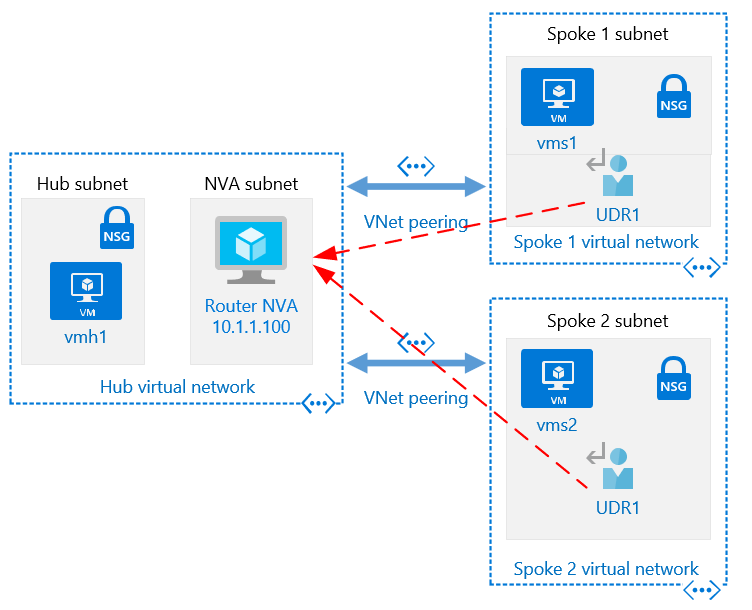 Spoke 1 subnet
VM
NSG
vms1
UDR1
Spoke 1 virtual network
Hub subnet
NVA subnet
NSG
VM
vmh1
Router NVA
10.1.1.100
Hub virtual network
VNet peering
VNet peering
Spoke 2 subnet
VM
NSG
vms2
UDR1
Spoke 2 virtual network